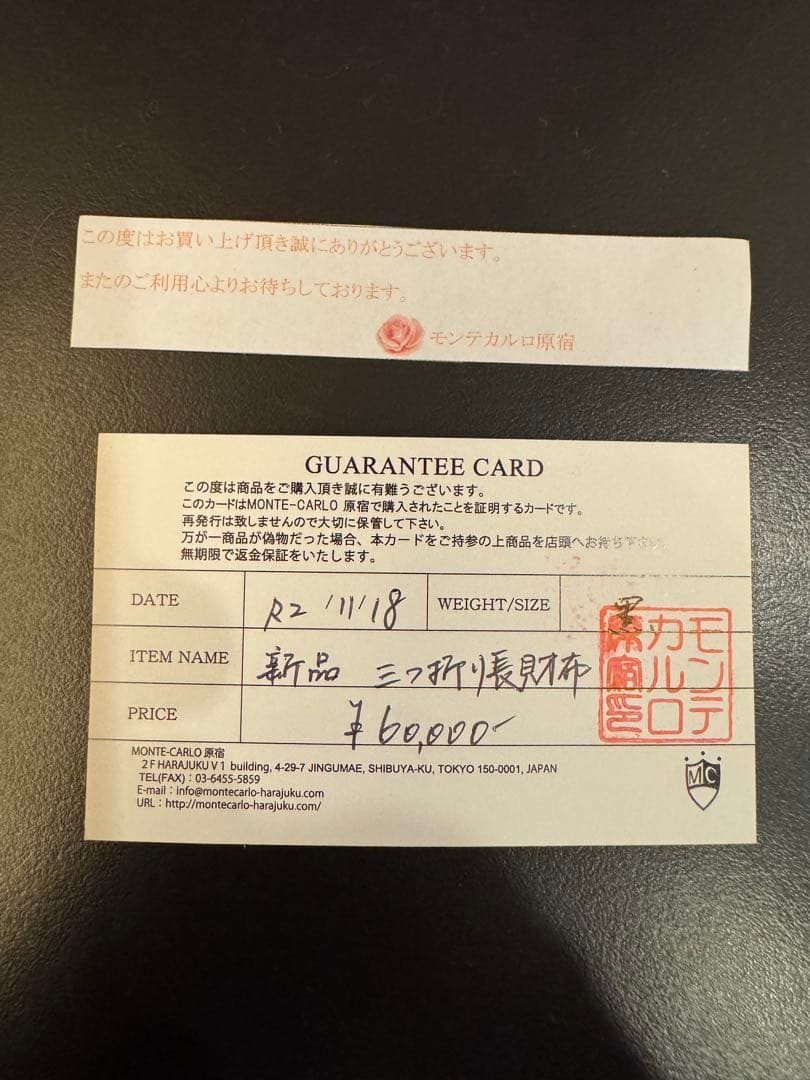 この度はお買い上げ頂き誠にありがとうございます。
またのご利用心よりお待ちしております。
モンテカルロ原宿
GUARANTEE CARD
この度は商品をご購入頂き誠に有難うございます。
このカードはMONTE-CARLO 原宿で購入されたことを証明するカードです。
再発行は致しませんので大切に保管して下さい。
万が一商品が偽物だった場合、本カードをご持参の上商品を店頭へお持ち下さい。
無期限で返金保証をいたします。
DATE R2 /11/18 WEIGHT/SIZE 黒
ITEM NAME 新品 三つ折り長財布
PRICE ¥60,000-
モンテカルロ原宿印
MONTE-CARLO 原宿
2F HARAJUKU V1 building, 4-29-7 JINGUMAE, SHIBUYA-KU, TOKYO 150-0001, JAPAN
TEL(FAX)：03-6455-5859
E-mail：info@montecarlo-harajuku.com
URL：http://montecarlo-harajuku.com/
MC